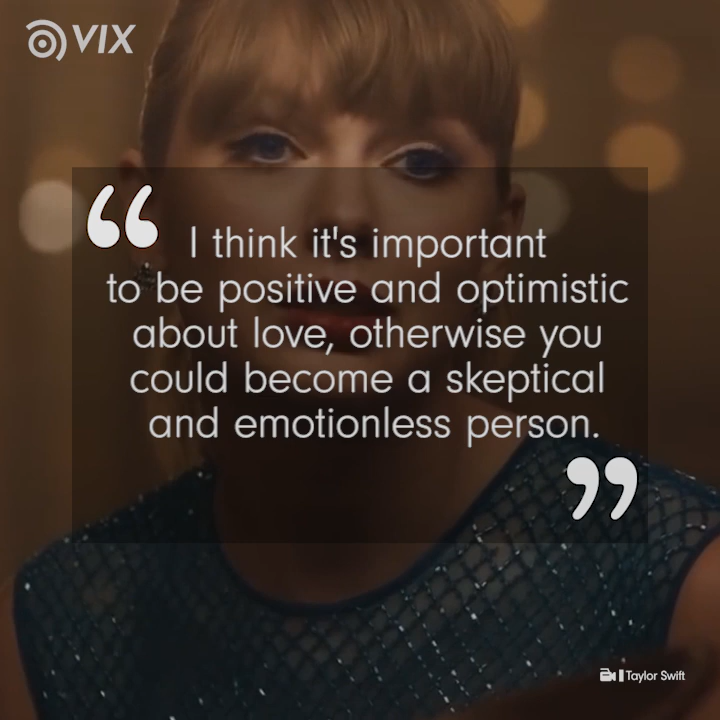 VIX
“ I think it's important
to be positive and optimistic
about love, otherwise you
could become a skeptical
and emotionless person.
”
Taylor Swift